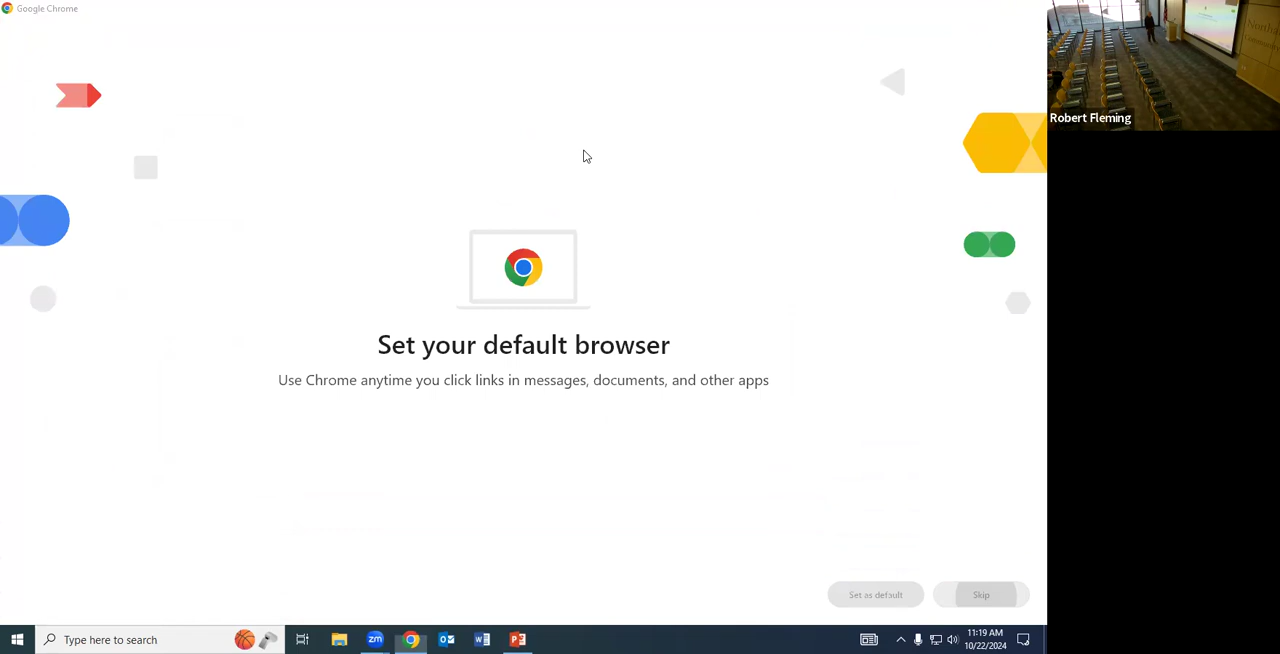 Google Chrome
Robert Fleming
Set your default browser
Use Chrome anytime you click links in messages, documents, and other apps
Set as default
Skip
Type here to search
zm
11:19 AM
10/22/2024